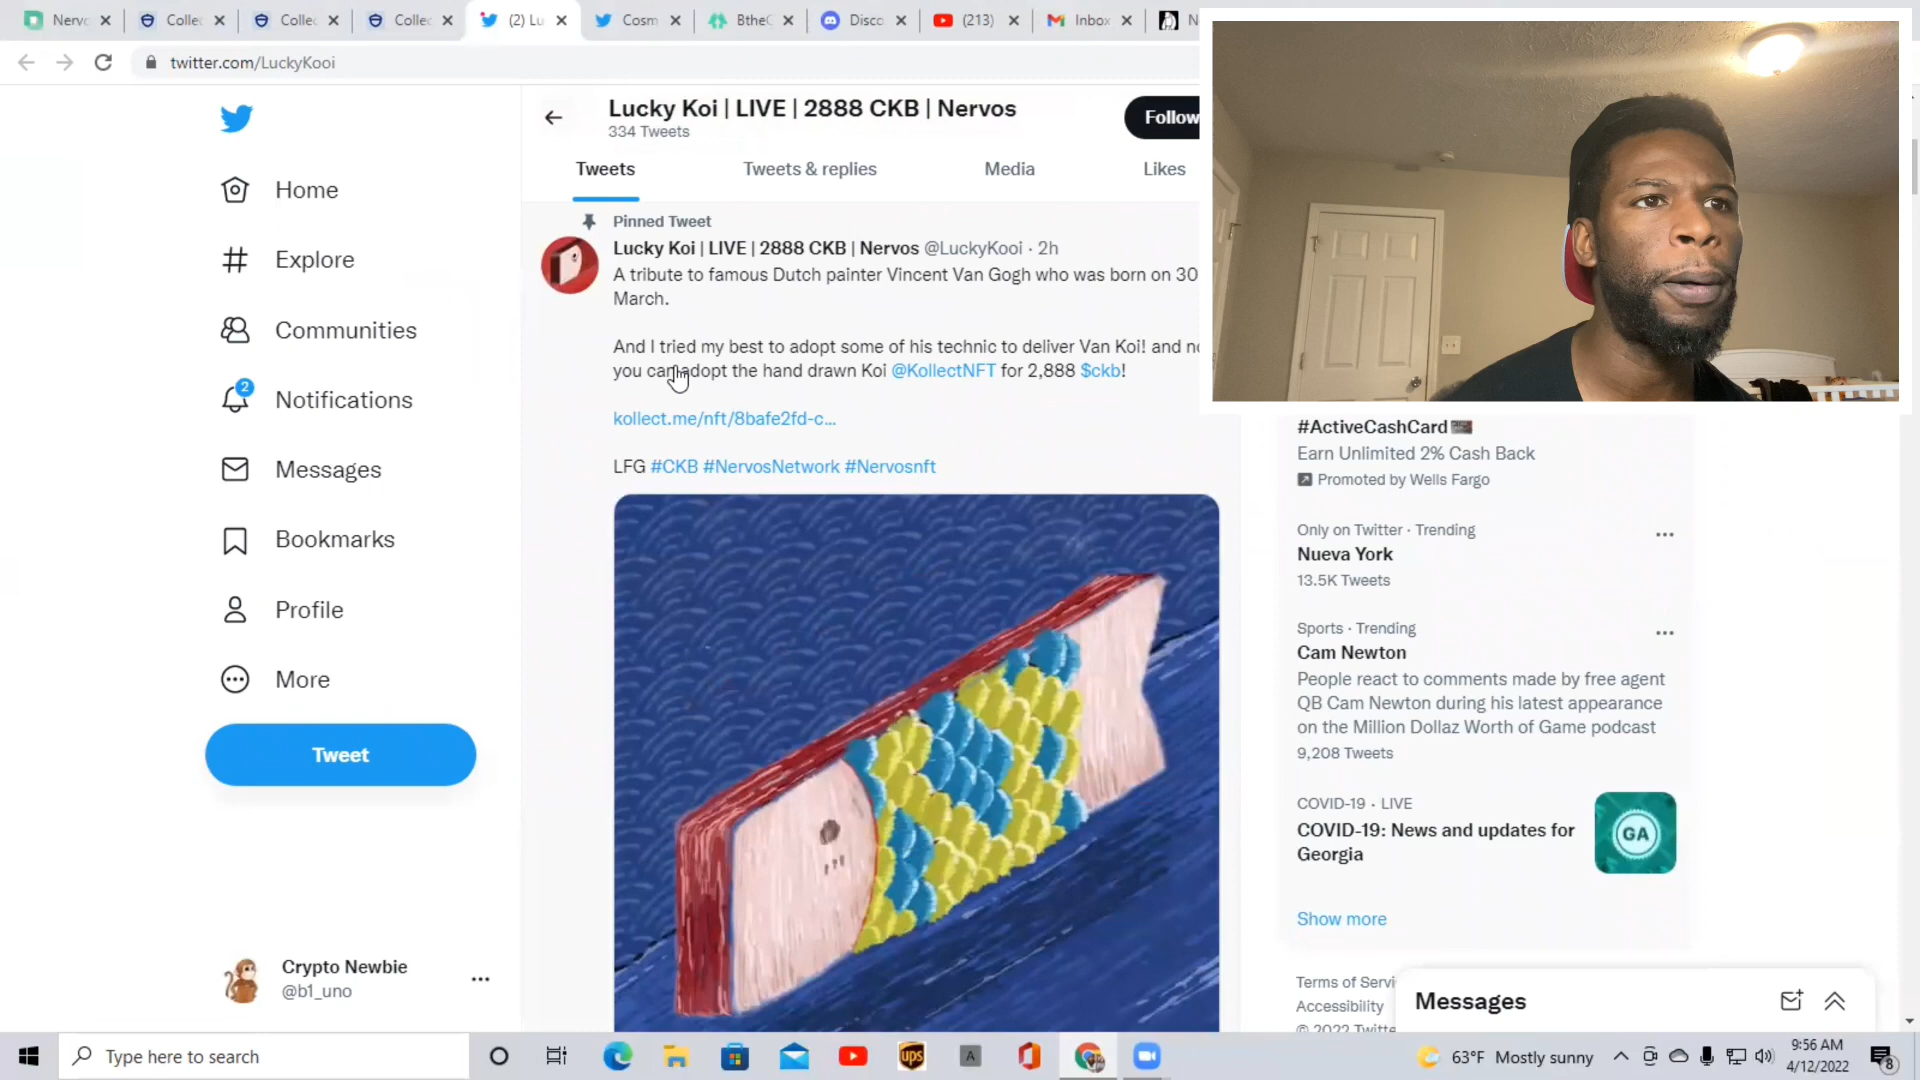 Nervo
Collec
Collec
Collec
(2) Lu
Cosm
BtheC
Disco
(213)
Inbox
N
twitter.com/LuckyKooi
Lucky Koi | LIVE | 2888 CKB | Nervos
334 Tweets
Follow
Tweets
Tweets & replies
Media
Likes
Home
Explore
Communities
2
Notifications
Messages
Bookmarks
Profile
More
Tweet
Crypto Newbie
@b1_uno
Pinned Tweet
Lucky Koi | LIVE | 2888 CKB | Nervos @LuckyKooi · 2h
A tribute to famous Dutch painter Vincent Van Gogh who was born on 30
March.
And I tried my best to adopt some of his technic to deliver Van Koi! and no
you can adopt the hand drawn Koi @KollectNFT for 2,888 $ckb!
kollect.me/nft/8bafe2fd-c...
LFG #CKB #NervosNetwork #Nervosnft
#ActiveCashCard
Earn Unlimited 2% Cash Back
Promoted by Wells Fargo
Only on Twitter · Trending
Nueva York
13.5K Tweets
Sports · Trending
Cam Newton
People react to comments made by free agent
QB Cam Newton during his latest appearance
on the Million Dollaz Worth of Game podcast
9,208 Tweets
COVID-19 · LIVE
COVID-19: News and updates for
Georgia
GA
Show more
Terms of Servi
Accessibility
© 2022 Twitte
Messages
Type here to search
ups
A
63°F Mostly sunny
9:56 AM
4/12/2022
8